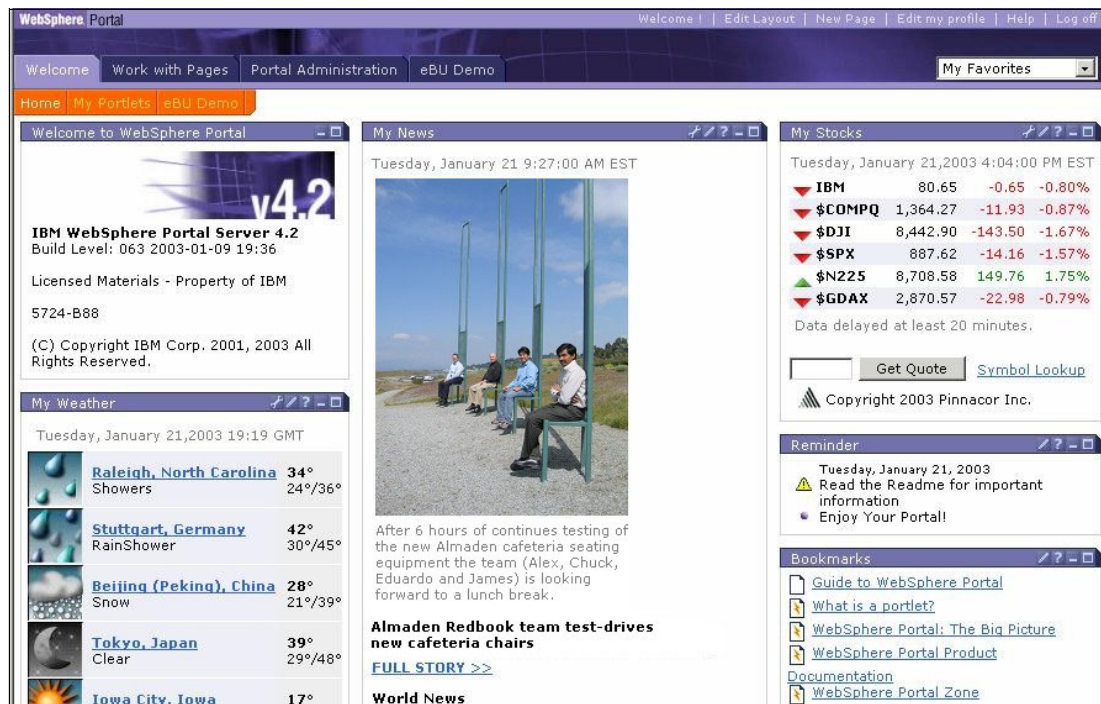 WebSphere Portal
Welcome ! | Edit Layout | New Page | Edit my profile | Help | Log off
Welcome Work with Pages Portal Administration eBU Demo
My Favorites
Home My Portlets eBU Demo
Welcome to WebSphere Portal
v4.2
IBM WebSphere Portal Server 4.2
Build Level: 063 2003-01-09 19:36
Licensed Materials - Property of IBM
5724-B88
(C) Copyright IBM Corp. 2001, 2003 All
Rights Reserved.
My Weather
Tuesday, January 21,2003 19:19 GMT
Raleigh, North Carolina 34°
Showers 24°/36°
Stuttgart, Germany 42°
RainShower 30°/45°
Beijing (Peking), China 28°
Snow 21°/39°
Tokyo, Japan 39°
Clear 29°/48°
Iowa City, Iowa 17°
My News
Tuesday, January 21 9:27:00 AM EST
After 6 hours of continues testing of
the new Almaden cafeteria seating
equipment the team (Alex, Chuck,
Eduardo and James) is looking
forward to a lunch break.
Almaden Redbook team test-drives
new cafeteria chairs
FULL STORY >>
World News
My Stocks
Tuesday, January 21,2003 4:04:00 PM EST
IBM 80.65 -0.65 -0.80%
$COMPQ 1,364.27 -11.93 -0.87%
$DJI 8,442.90 -143.50 -1.67%
$SPX 887.62 -14.16 -1.57%
$N225 8,708.58 149.76 1.75%
$GDAX 2,870.57 -22.98 -0.79%
Data delayed at least 20 minutes.
Get Quote Symbol Lookup
Copyright 2003 Pinnacor Inc.
Reminder
Tuesday, January 21, 2003
Read the Readme for important
information
Enjoy Your Portal!
Bookmarks
Guide to WebSphere Portal
What is a portlet?
WebSphere Portal: The Big Picture
WebSphere Portal Product
Documentation
WebSphere Portal Zone